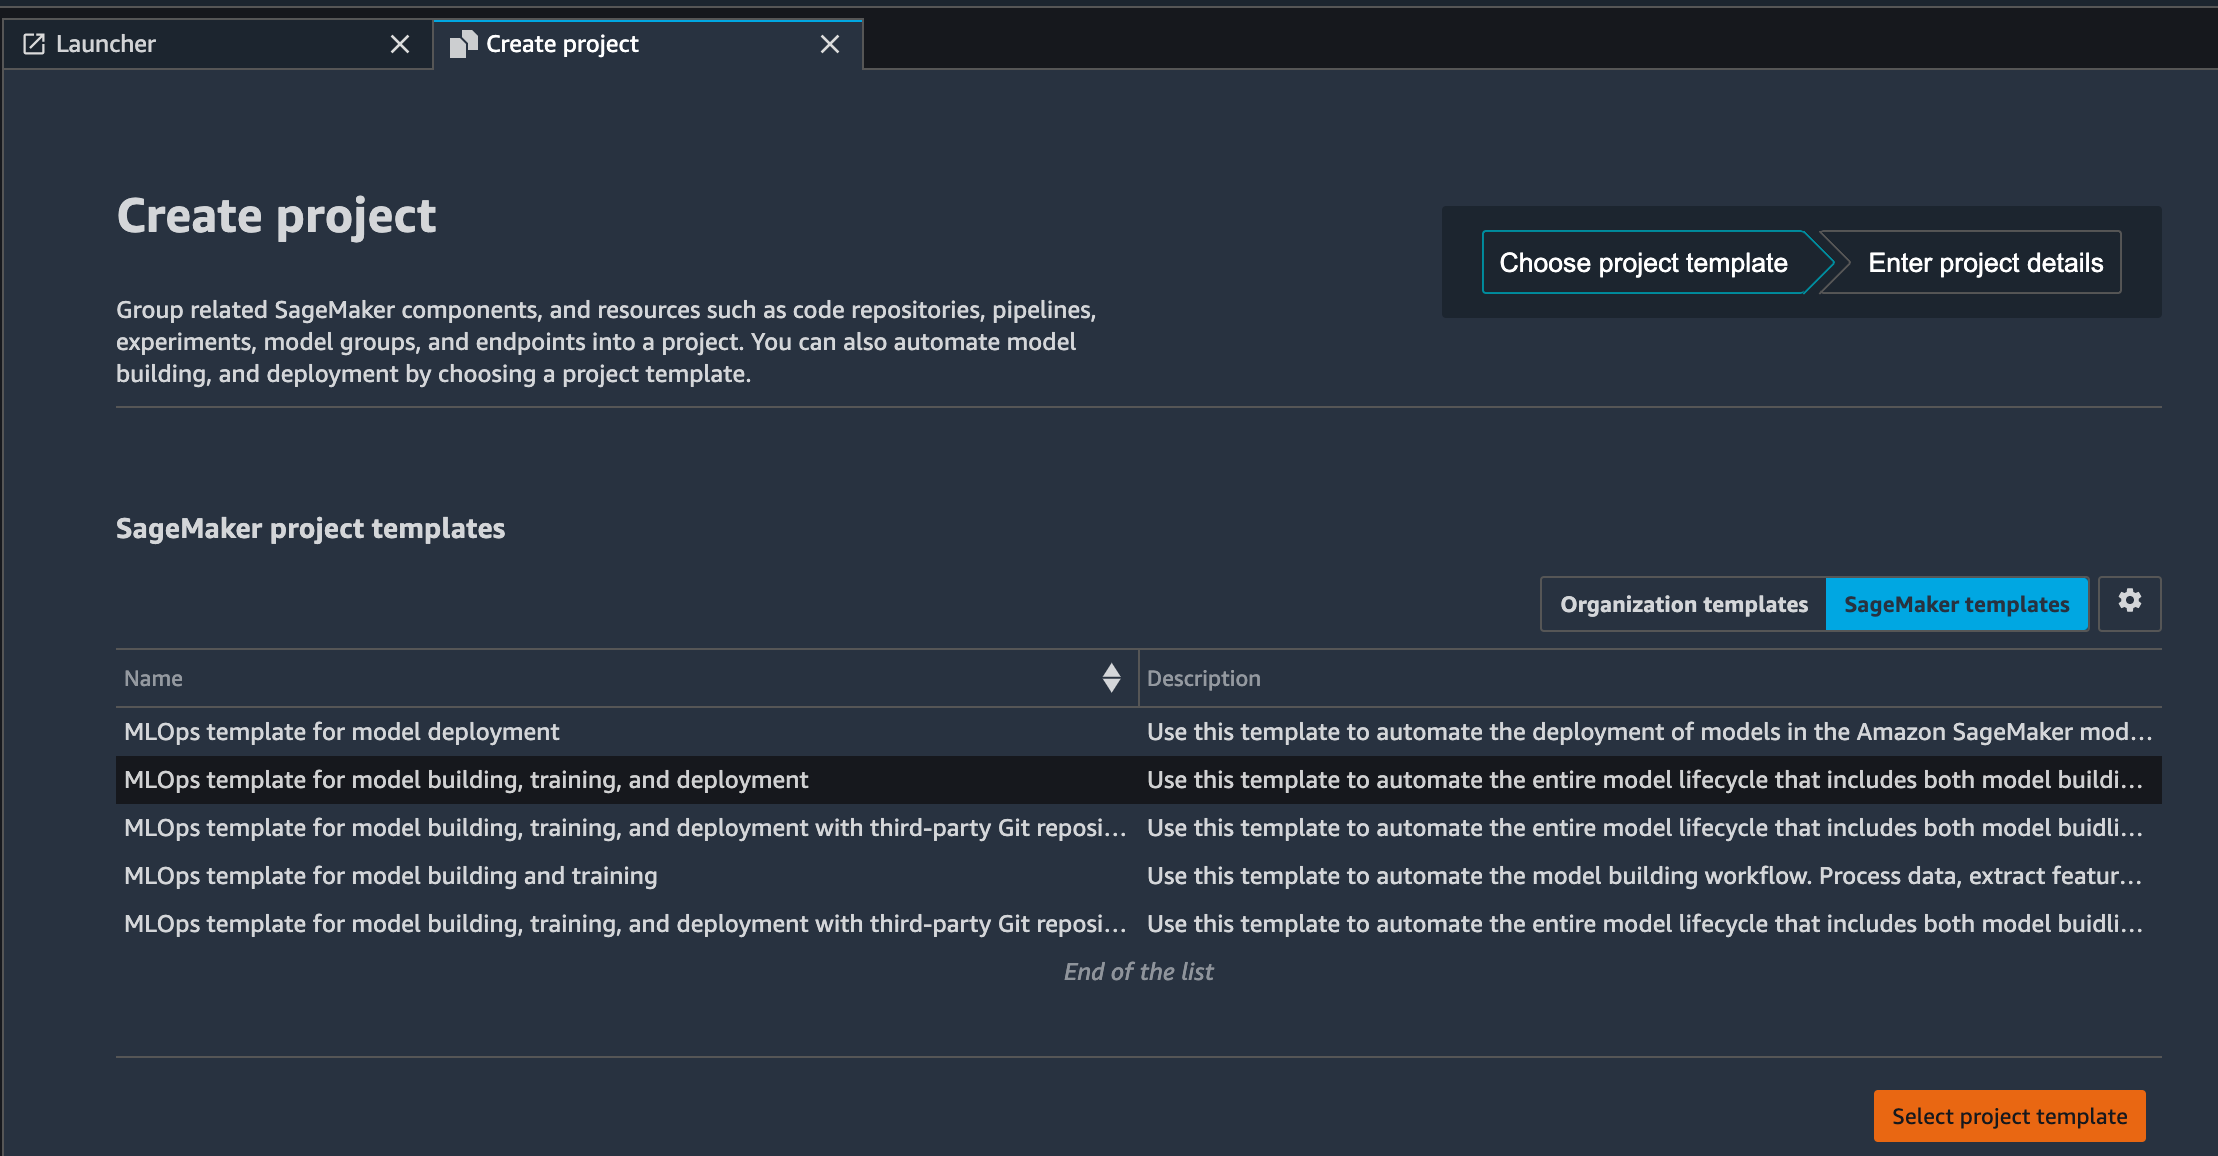 Launcher
Create project
Create project
Choose project template
Enter project details
Group related SageMaker components, and resources such as code repositories, pipelines,
experiments, model groups, and endpoints into a project. You can also automate model
building, and deployment by choosing a project template.
SageMaker project templates
Organization templates
SageMaker templates
Name
Description
MLOps template for model deployment
Use this template to automate the deployment of models in the Amazon SageMaker mod...
MLOps template for model building, training, and deployment
Use this template to automate the entire model lifecycle that includes both model buildi...
MLOps template for model building, training, and deployment with third-party Git reposi...
Use this template to automate the entire model lifecycle that includes both model buidli...
MLOps template for model building and training
Use this template to automate the model building workflow. Process data, extract featur...
MLOps template for model building, training, and deployment with third-party Git reposi...
Use this template to automate the entire model lifecycle that includes both model buidli...
End of the list
Select project template